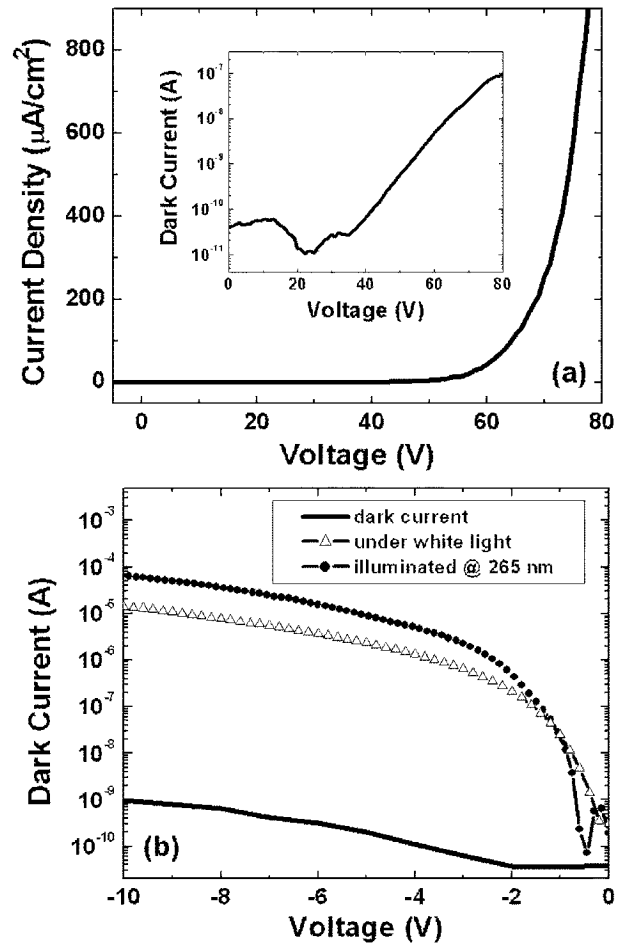 Current Density (μA/cm²)
800
600
400
200
0
Dark Current (A)
10⁻⁷
10⁻⁸
10⁻⁹
10⁻¹⁰
10⁻¹¹
0 20 40 60 80
Voltage (V)
(a)
0 20 40 60 80
Voltage (V)
Dark Current (A)
10⁻³
10⁻⁴
10⁻⁵
10⁻⁶
10⁻⁷
10⁻⁸
10⁻⁹
10⁻¹⁰
dark current
under white light
illuminated @ 265 nm
(b)
-10 -8 -6 -4 -2 0
Voltage (V)